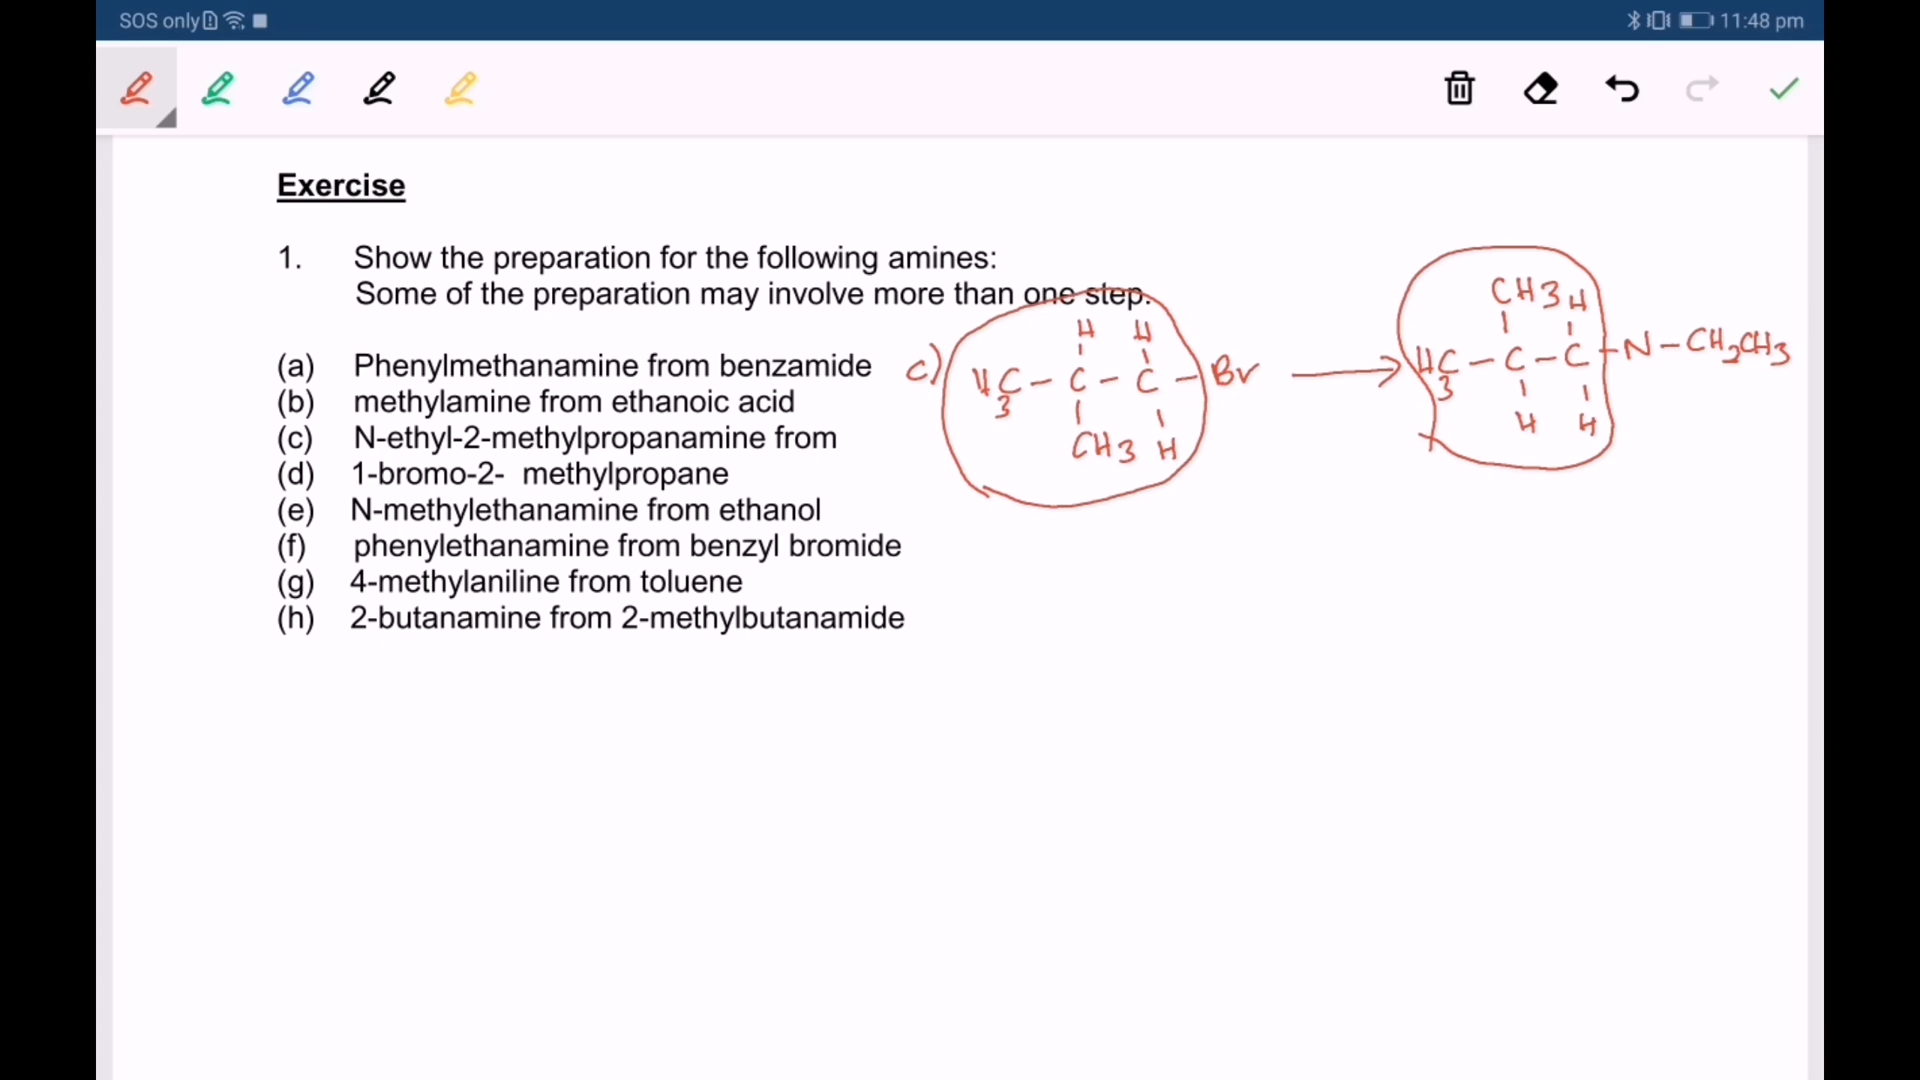 SOS only
11:48 pm
Exercise
1. Show the preparation for the following amines:
Some of the preparation may involve more than one step.
(a) Phenylmethanamine from benzamide
(b) methylamine from ethanoic acid
(c) N-ethyl-2-methylpropanamine from
(d) 1-bromo-2- methylpropane
(e) N-methylethanamine from ethanol
(f) phenylethanamine from benzyl bromide
(g) 4-methylaniline from toluene
(h) 2-butanamine from 2-methylbutanamide
H H
c) H3C - C - C - Br
CH3 H
CH3 H
H3C - C - C - N - CH2CH3
H H